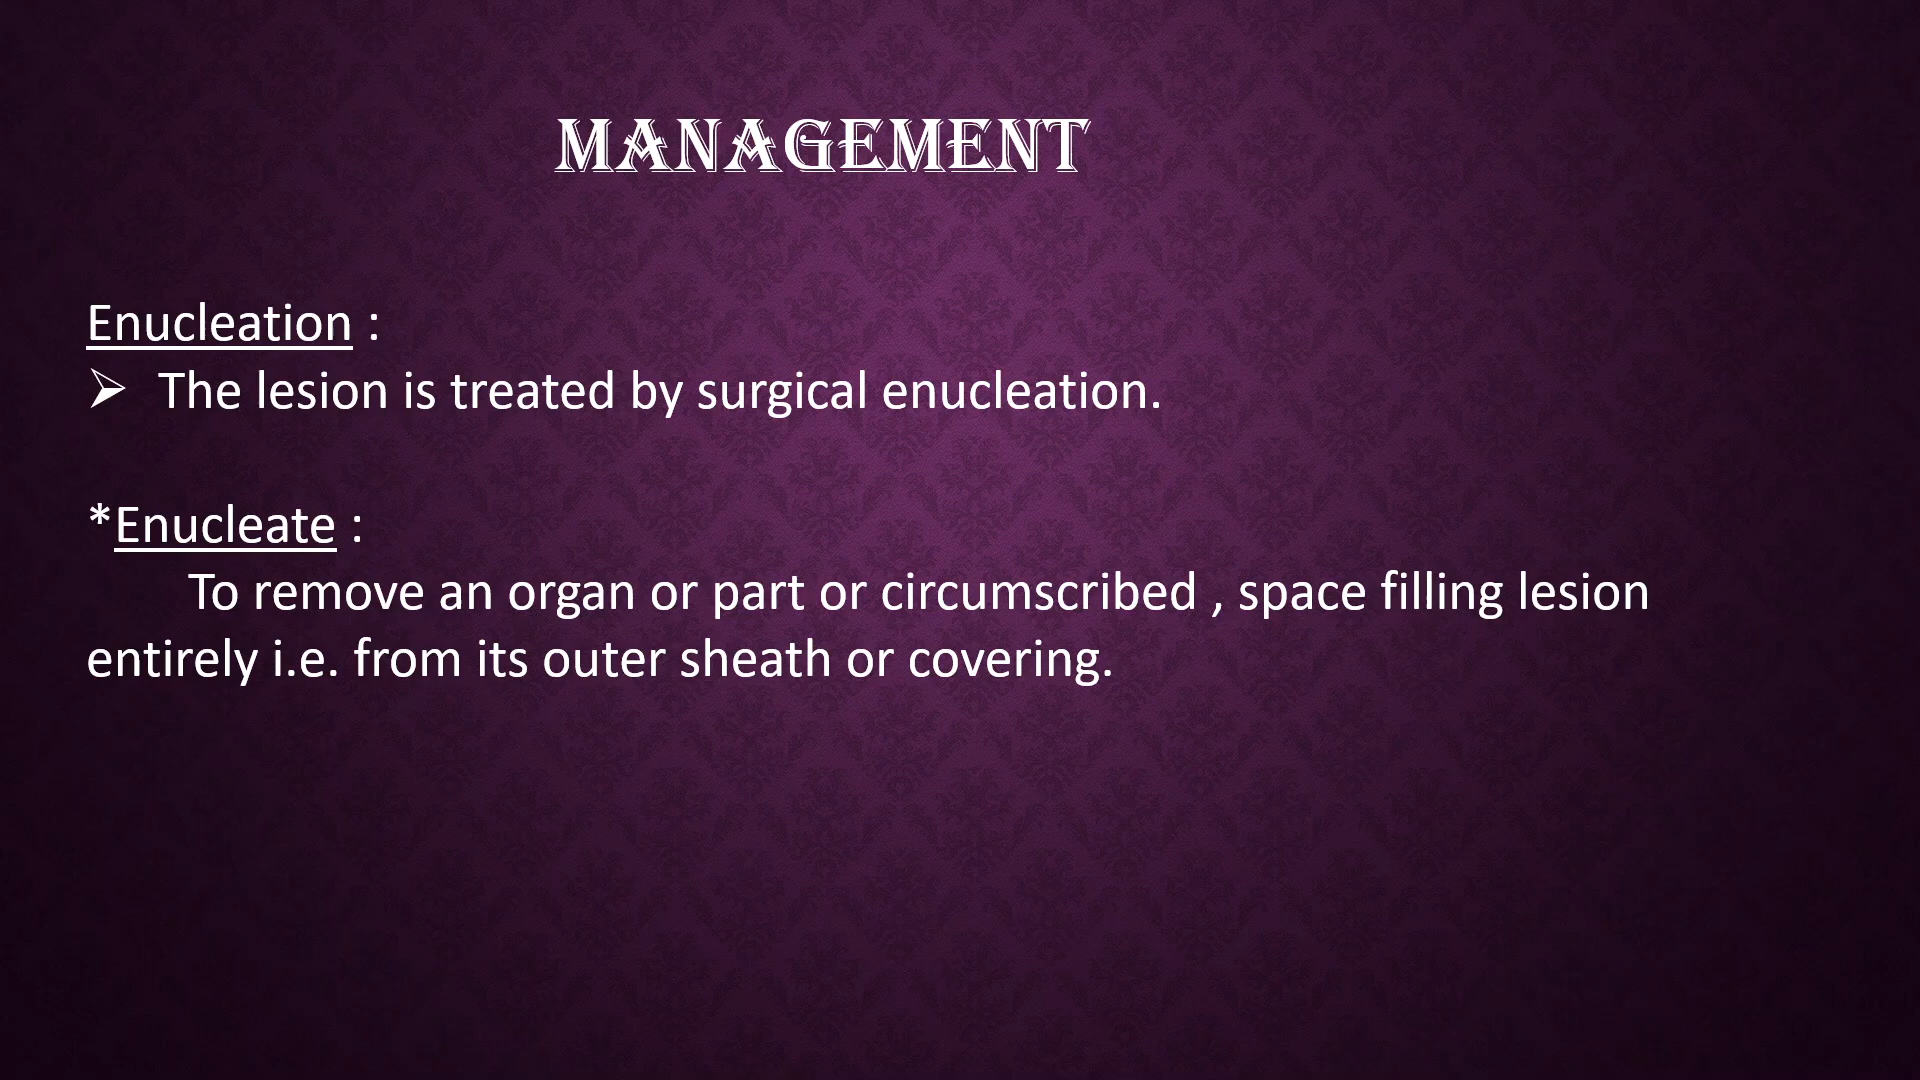 MANAGEMENT
Enucleation :
➢ The lesion is treated by surgical enucleation.
*Enucleate :
To remove an organ or part or circumscribed , space filling lesion
entirely i.e. from its outer sheath or covering.